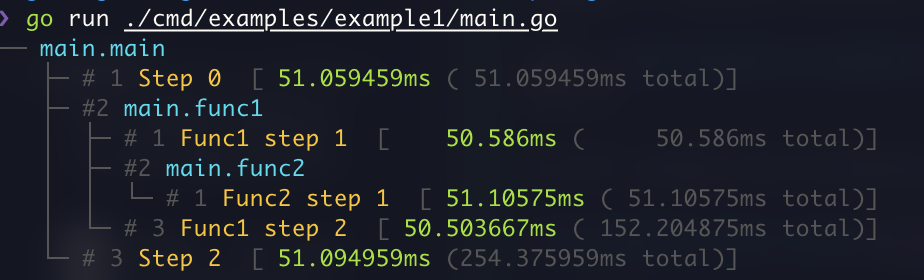 ❯ go run ./cmd/examples/example1/main.go
── main.main
├─ # 1 Step 0 [ 51.059459ms ( 51.059459ms total)]
├─ #2 main.func1
│ ├─ # 1 Func1 step 1 [ 50.586ms ( 50.586ms total)]
│ ├─ #2 main.func2
│ │ └─ # 1 Func2 step 1 [ 51.10575ms ( 51.10575ms total)]
│ └─ # 3 Func1 step 2 [ 50.503667ms ( 152.204875ms total)]
└─ # 3 Step 2 [ 51.094959ms (254.375959ms total)]